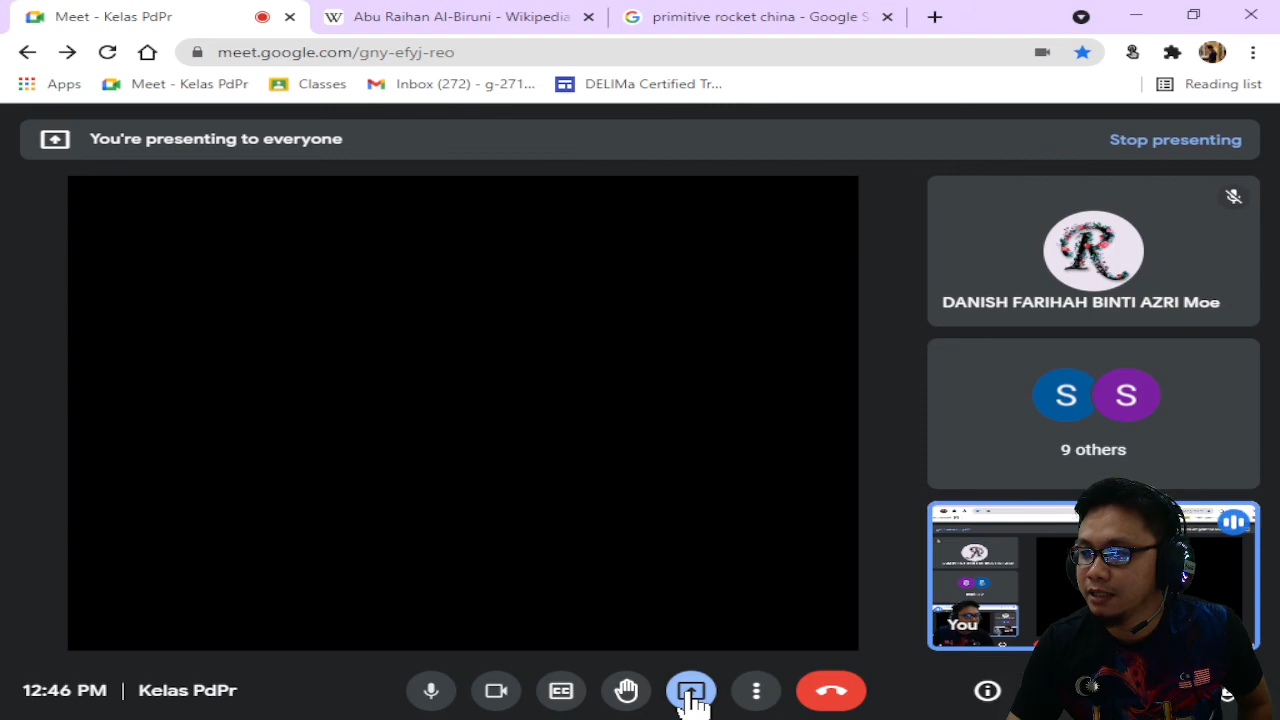 Meet - Kelas PdPr
Abu Raihan Al-Biruni - Wikipedia
primitive rocket china - Google S
meet.google.com/gny-efyj-reo
Apps
Meet - Kelas PdPr
Classes
Inbox (272) - g-271...
DELIMa Certified Tr...
Reading list
You're presenting to everyone
Stop presenting
R
DANISH FARIHAH BINTI AZRI Moe
S S
9 others
You
12:46 PM | Kelas PdPr
CC